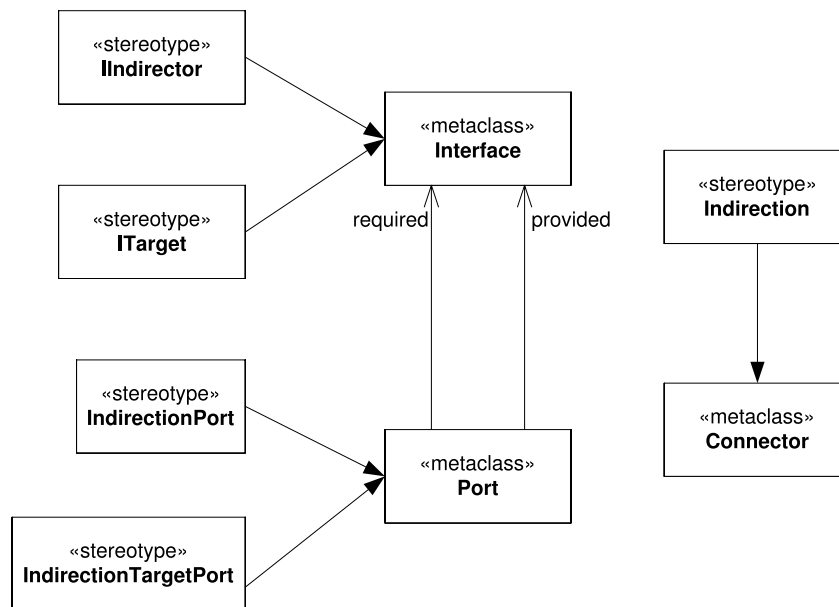 «stereotype»
IIndirector
«metaclass»
Interface
«stereotype»
Indirection
«stereotype»
ITarget
required
provided
«stereotype»
IndirectionPort
«metaclass»
Connector
«metaclass»
Port
«stereotype»
IndirectionTargetPort